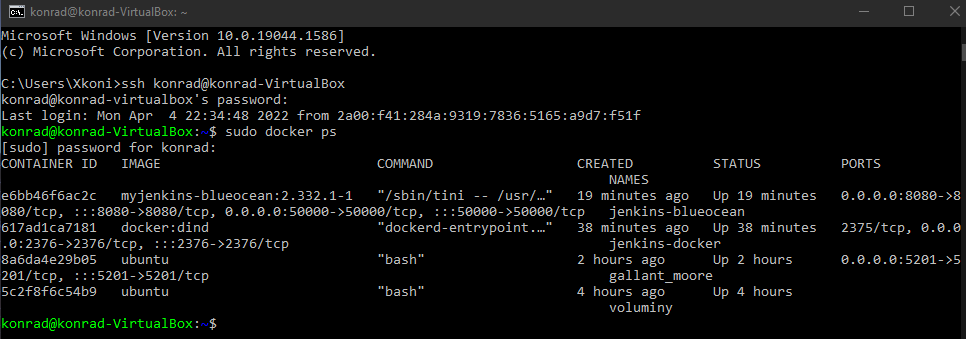 konrad@konrad-VirtualBox: ~
Microsoft Windows [Version 10.0.19044.1586]
(c) Microsoft Corporation. All rights reserved.
C:\Users\Xkoni>ssh konrad@konrad-VirtualBox
konrad@konrad-virtualbox's password:
Last login: Mon Apr  4 22:34:48 2022 from 2a00:f41:284a:9319:7836:5165:a9d7:f51f
konrad@konrad-VirtualBox:~$ sudo docker ps
[sudo] password for konrad:
CONTAINER ID   IMAGE                           COMMAND                  CREATED          STATUS          PORTS
NAMES
e6bb46f6ac2c   myjenkins-blueocean:2.332.1-1   "/sbin/tini -- /usr/…"   19 minutes ago   Up 19 minutes   0.0.0.0:8080->8
080/tcp, :::8080->8080/tcp, 0.0.0.0:50000->50000/tcp, :::50000->50000/tcp   jenkins-blueocean
617ad1ca7181   docker:dind                     "dockerd-entrypoint.…"   38 minutes ago   Up 38 minutes   2375/tcp, 0.0.0
.0:2376->2376/tcp, :::2376->2376/tcp                                        jenkins-docker
8a6da4e29b05   ubuntu                          "bash"                   2 hours ago      Up 2 hours      0.0.0.0:5201->5
201/tcp, :::5201->5201/tcp                                                  gallant_moore
5c2f8f6c54b9   ubuntu                          "bash"                   4 hours ago      Up 4 hours
voluminy
konrad@konrad-VirtualBox:~$